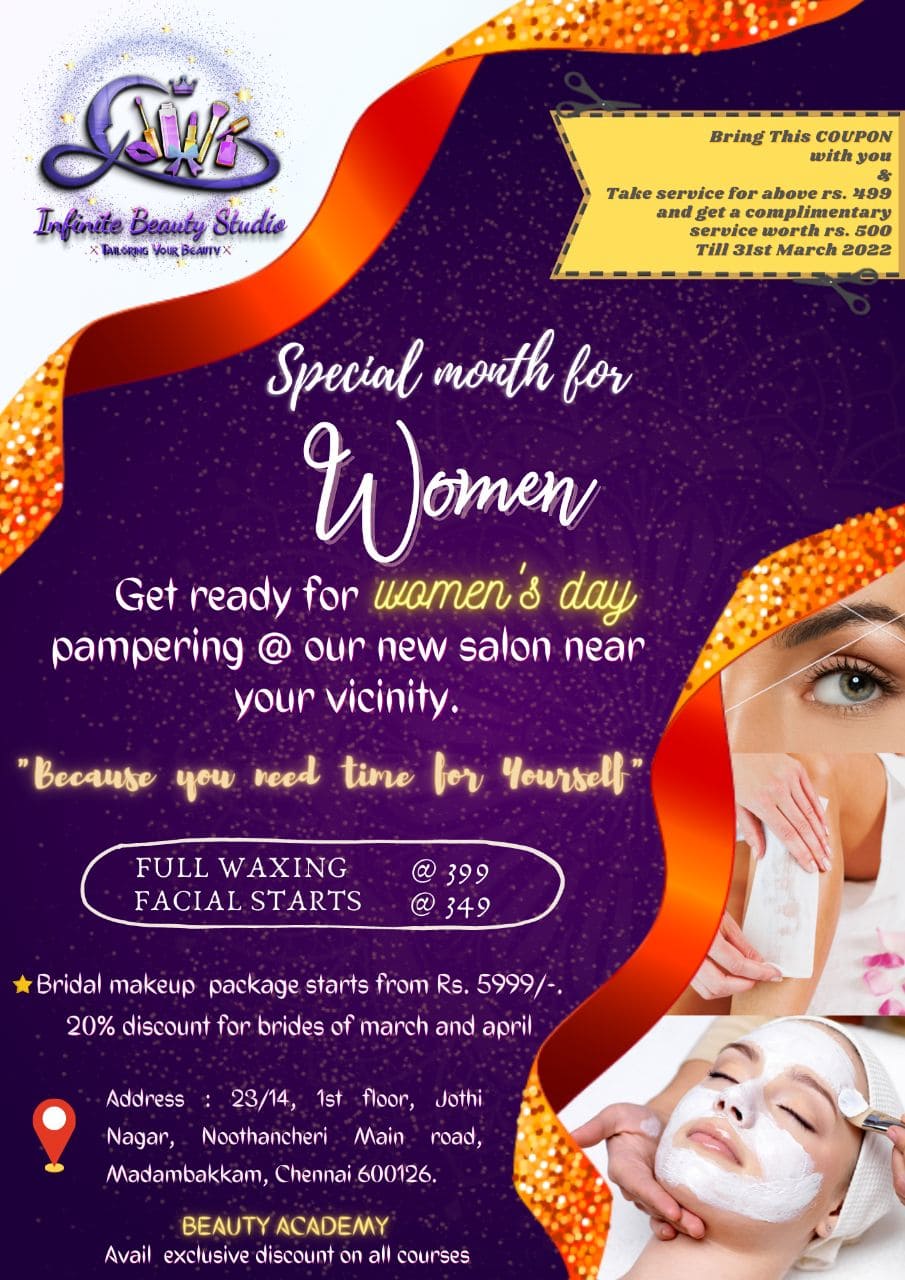 Infinite Beauty Studio
Tailoring Your Beauty
Bring This COUPON
with you
&
Take service for above rs. 499
and get a complimentary
service worth rs. 500
Till 31st March 2022
Special month for
Women
Get ready for women's day
pampering @ our new salon near
your vicinity.
"Because you need time for Yourself"
FULL WAXING @ 399
FACIAL STARTS @ 349
Bridal makeup package starts from Rs. 5999/-.
20% discount for brides of march and april
Address : 23/14, 1st floor, Jothi
Nagar, Noothancheri Main road,
Madambakkam, Chennai 600126.
BEAUTY ACADEMY
Avail exclusive discount on all courses